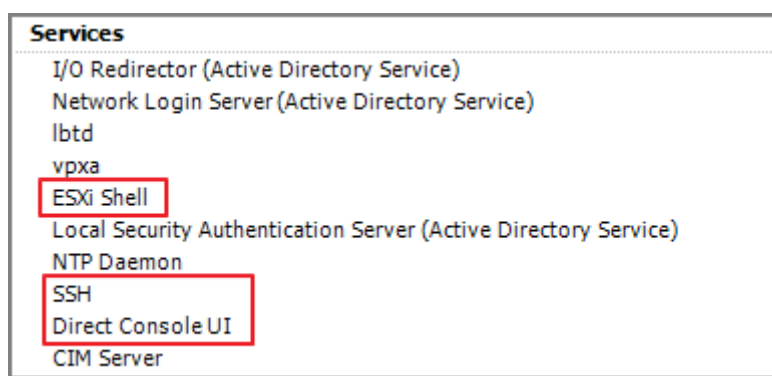 Services
I/O Redirector (Active Directory Service)
Network Login Server (Active Directory Service)
lbtd
vpxa
ESXi Shell
Local Security Authentication Server (Active Directory Service)
NTP Daemon
SSH
Direct Console UI
CIM Server